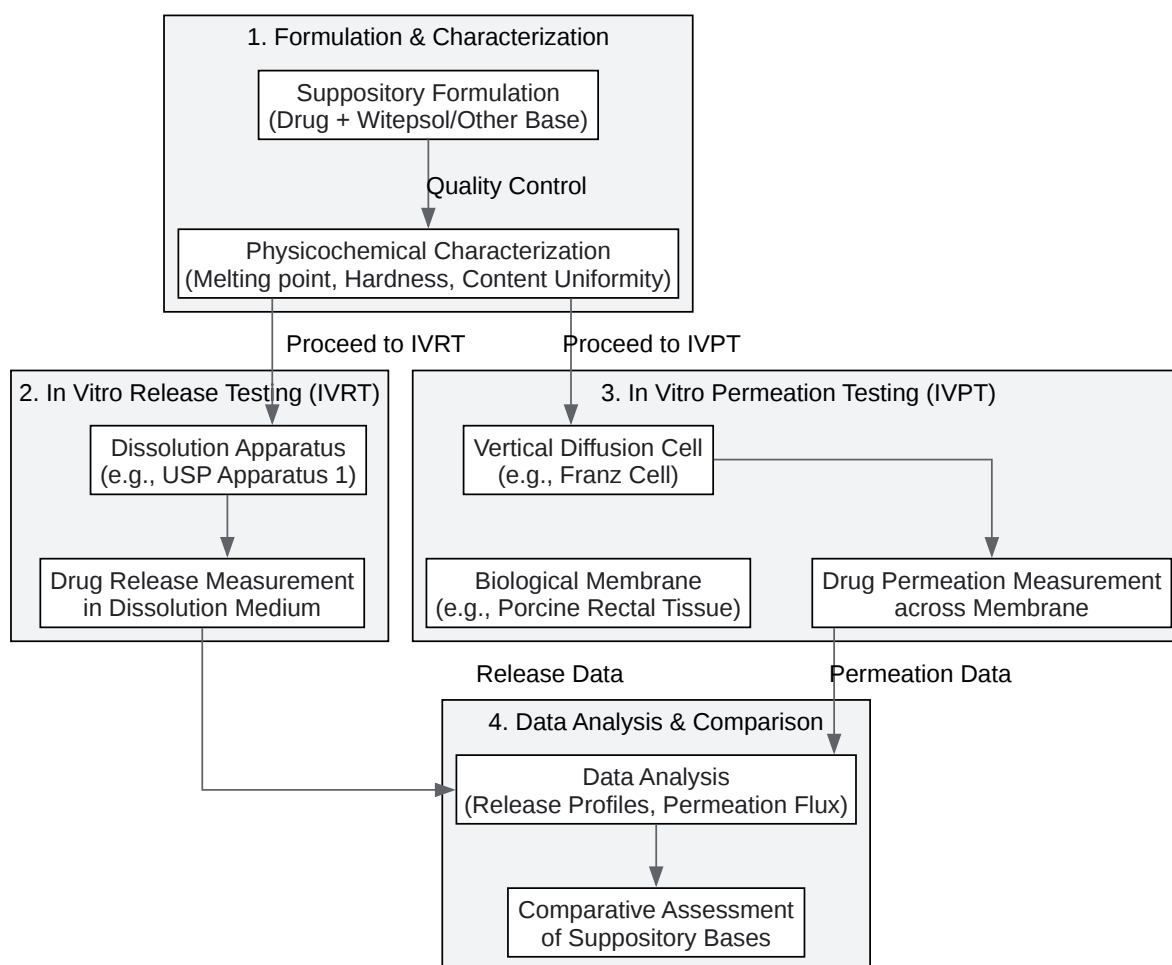 1. Formulation & Characterization
Suppository Formulation
(Drug + Witepsol/Other Base)
Quality Control
Physicochemical Characterization
(Melting point, Hardness, Content Uniformity)
Proceed to IVRT
Proceed to IVPT
2. In Vitro Release Testing (IVRT)
Dissolution Apparatus
(e.g., USP Apparatus 1)
Drug Release Measurement
in Dissolution Medium
3. In Vitro Permeation Testing (IVPT)
Vertical Diffusion Cell
(e.g., Franz Cell)
Biological Membrane
(e.g., Porcine Rectal Tissue)
Drug Permeation Measurement
across Membrane
Release Data
Permeation Data
4. Data Analysis & Comparison
Data Analysis
(Release Profiles, Permeation Flux)
Comparative Assessment
of Suppository Bases